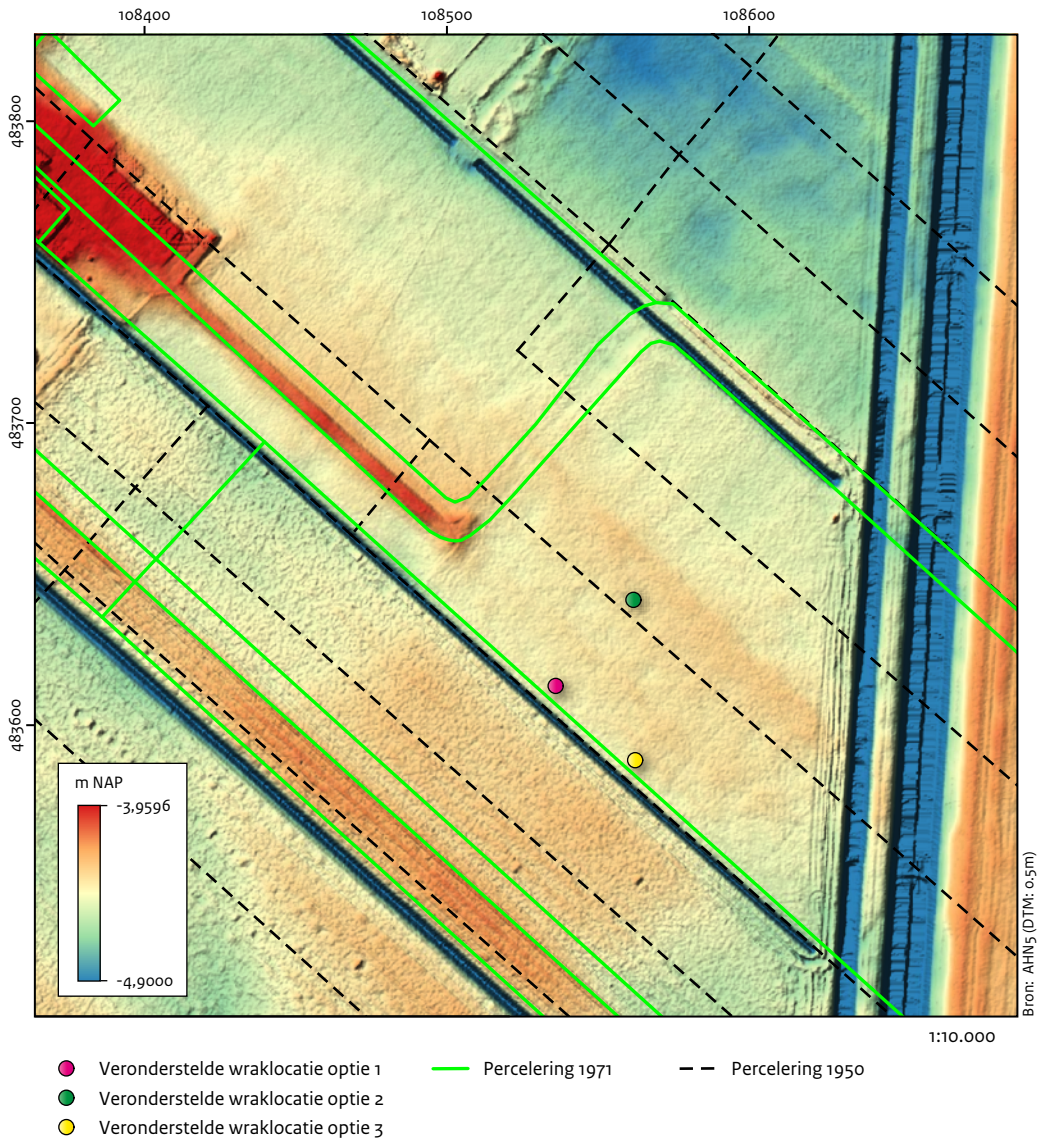 108400 108500 108600
483800
483700
483600
m NAP
-3,9596
-4,9000
Bron: AHN5 (DTM: 0.5m)
1:10.000
Veronderstelde wraklocatie optie 1
Percelering 1971
Percelering 1950
Veronderstelde wraklocatie optie 2
Veronderstelde wraklocatie optie 3